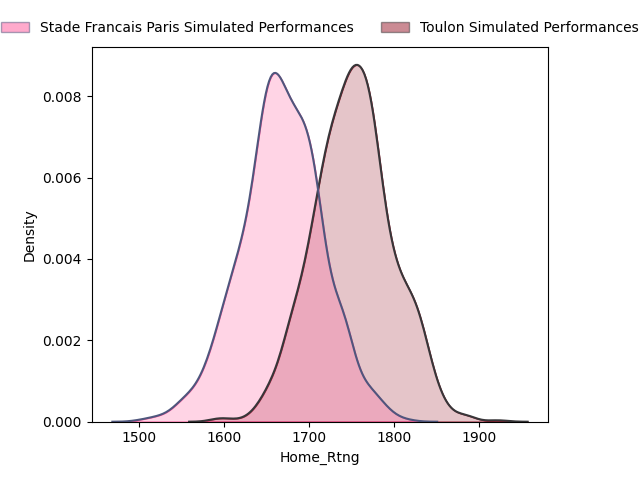 Stade Francais Paris Simulated Performances Toulon Simulated Performances
0.008
0.006
0.004
0.002
0.000
Density
1500 1600 1700 1800 1900
Home_Rtng